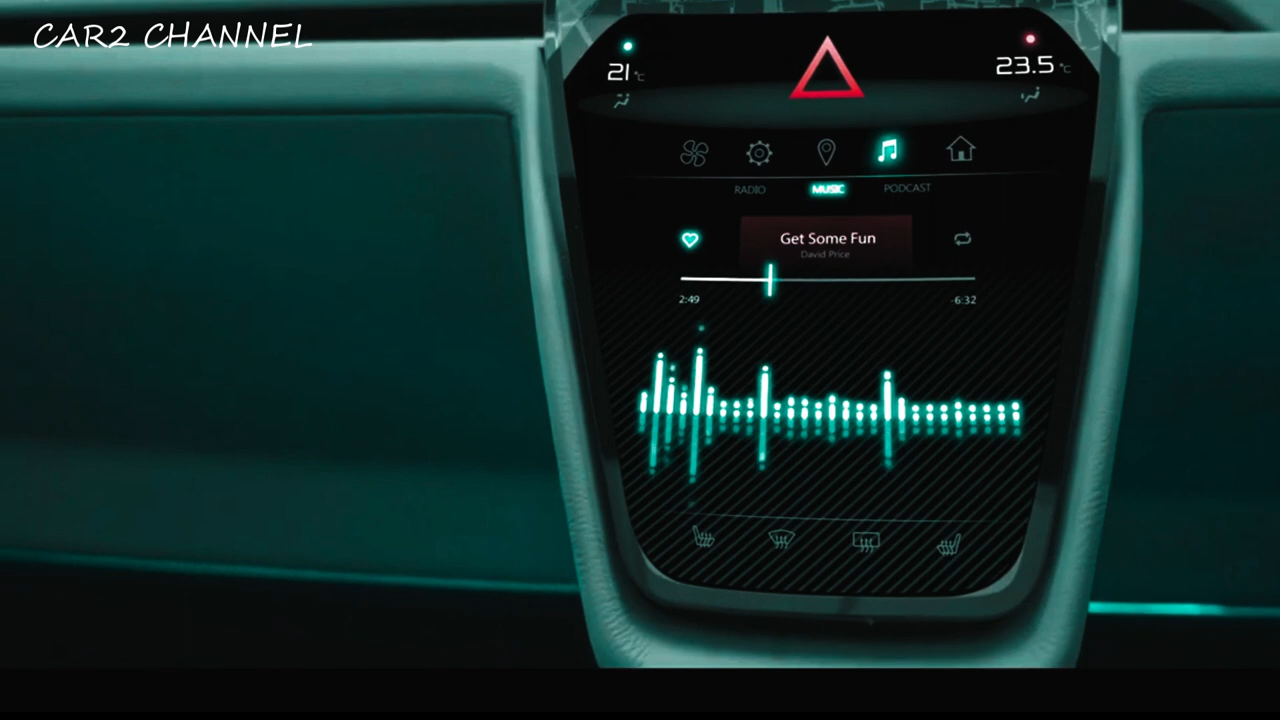 CAR2 CHANNEL
21 °C
23.5 °C
RADIO MUSIC PODCAST
Get Some Fun
David Price
2:49
-6:32